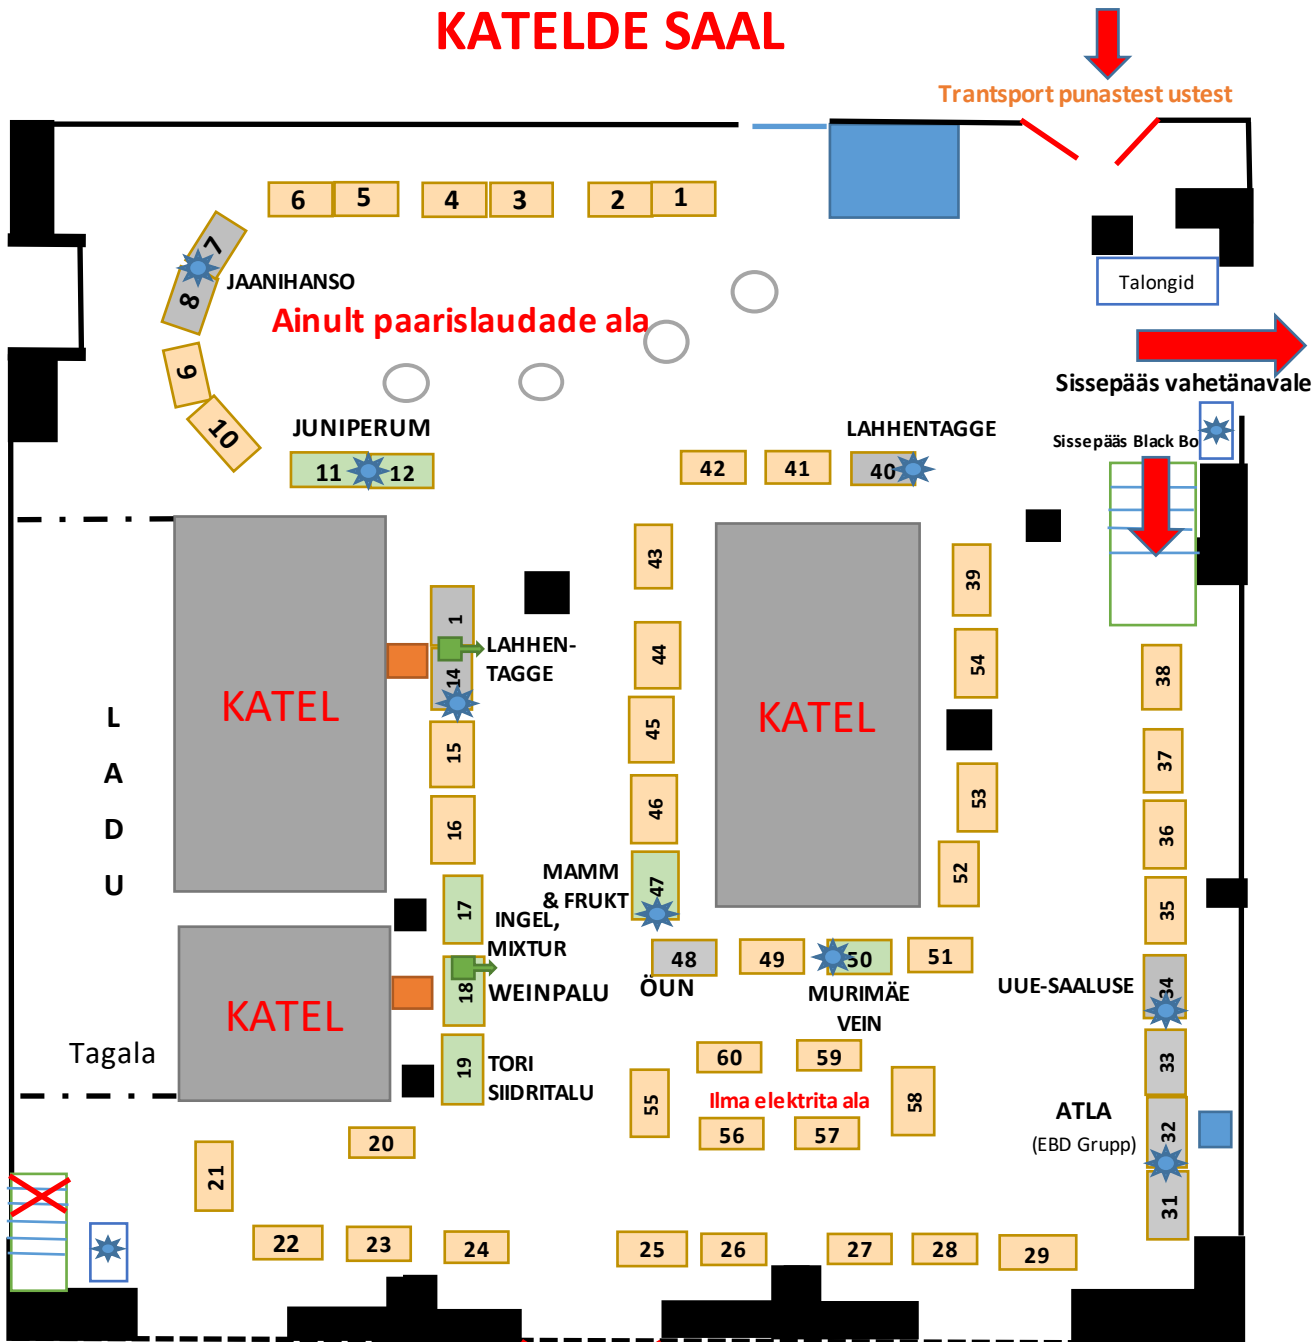 KATELDE SAAL
Trantsport punastest ustest
6 5 4 3 2 1
7
8
JAANIHANSO
Talongid
Ainult paarislaudade ala
9
10
Sissepääs vahetänavale
JUNIPERUM
11 12
LAHHENTAGGE
42 41 40
Sissepääs Black Bo
43
39
1
14
LAHHEN-
TAGGE
44
54
38
KATEL
KATEL
L
A
D
U
15
45
37
16
46
53
36
MAMM
& FRUKT
47
52
35
17
INGEL,
MIXTUR
18
WEINPALU
48
ÖUN
49
50
51
MURIMÄE
VEIN
UUE-SAALUSE
34
KATEL
Tagala
19
TORI
SIIDRITALU
60 59
33
55
Ilma elektrita ala
58
56 57
ATLA
(EBD Grupp)
32
20
21
31
22 23 24 25 26 27 28 29